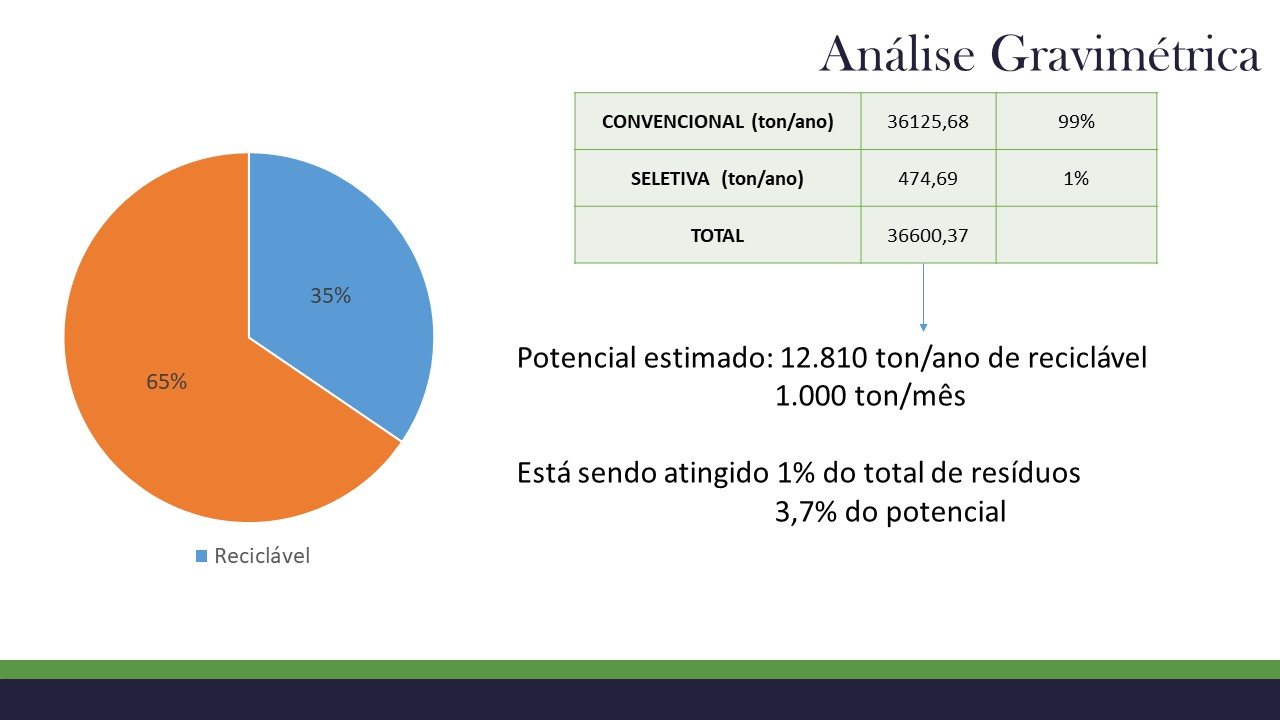 Análise Gravimétrica
CONVENCIONAL (ton/ano) 36125,68 99%
SELETIVA (ton/ano) 474,69 1%
TOTAL 36600,37
35%
65%
Reciclável
Potencial estimado: 12.810 ton/ano de reciclável
1.000 ton/mês
Está sendo atingido 1% do total de resíduos
3,7% do potencial